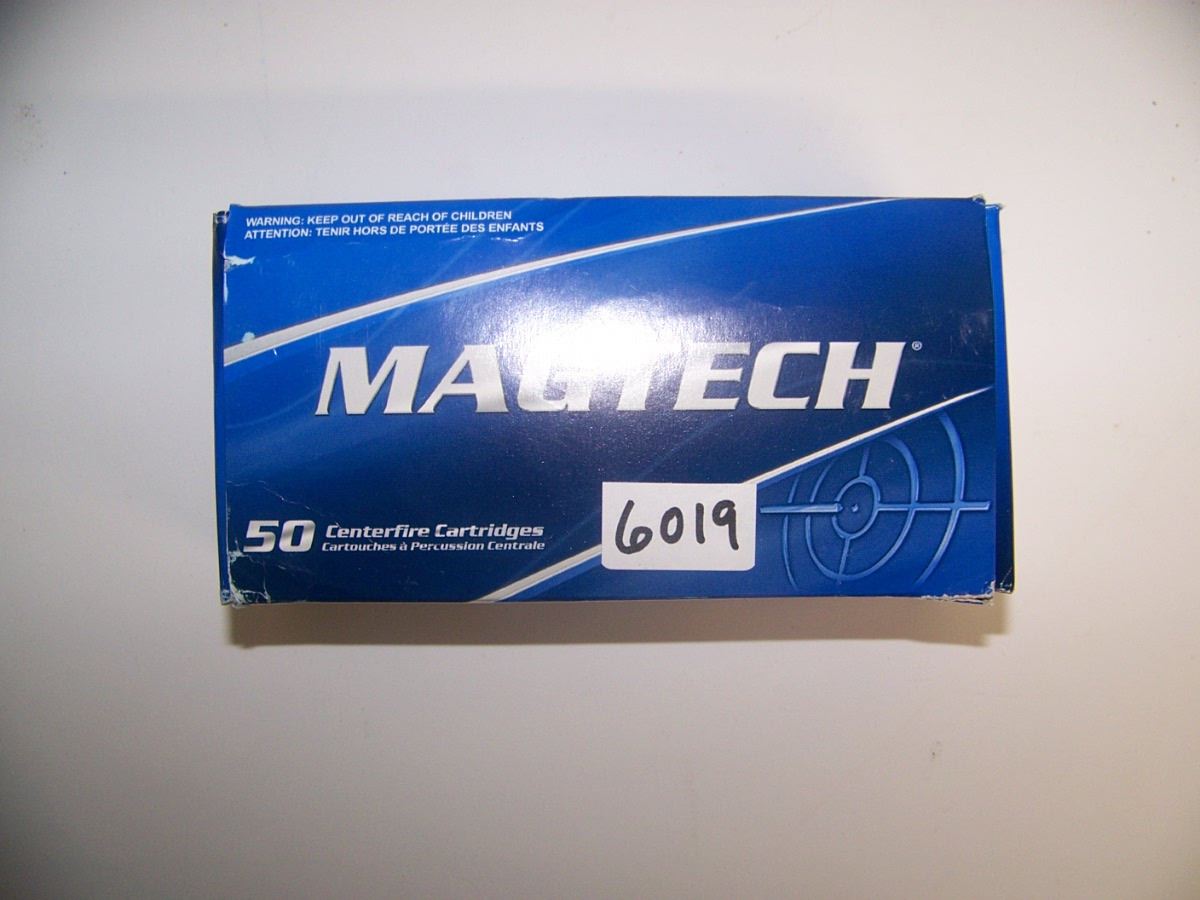 WARNING: KEEP OUT OF REACH OF CHILDREN
ATTENTION: TENIR HORS DE PORTÉE DES ENFANTS
MAGTECH®
50 Centerfire Cartridges
Cartouches à Percussion Centrale
6019